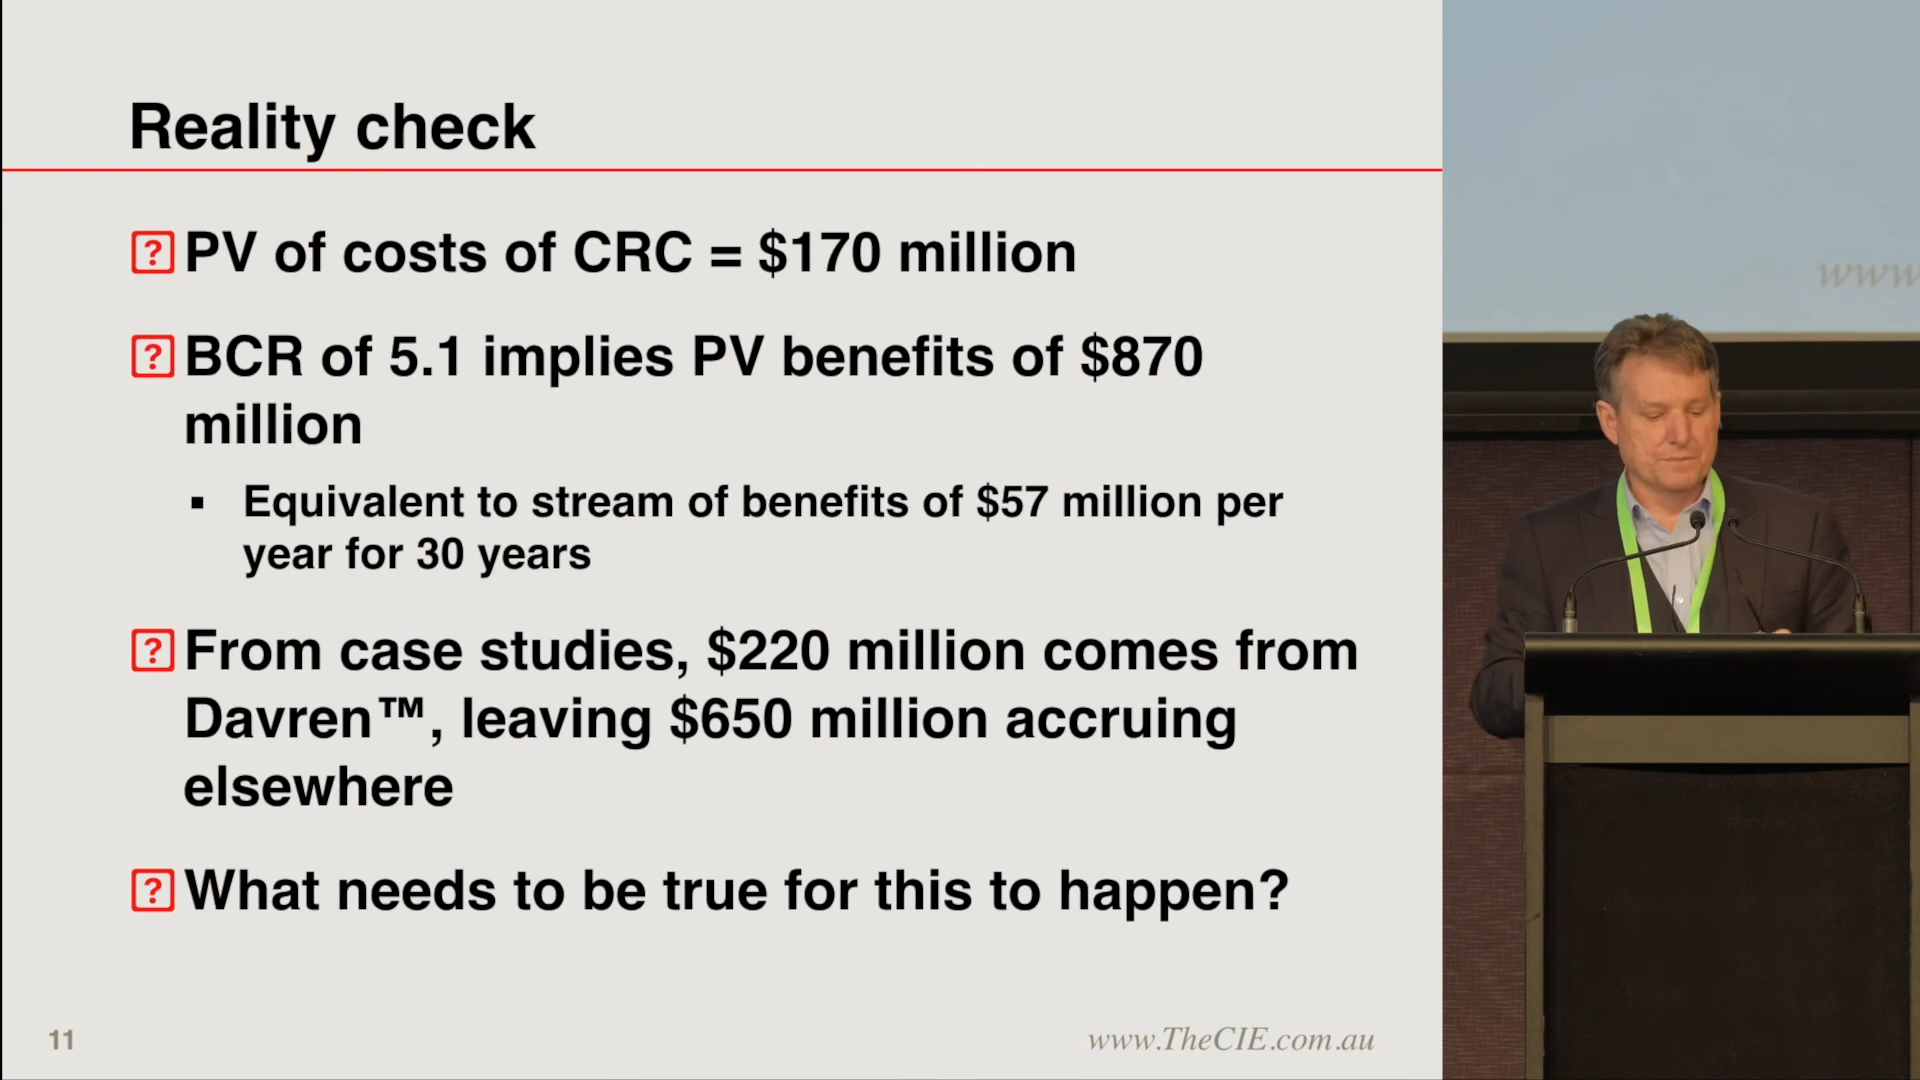 Reality check
? PV of costs of CRC = $170 million
? BCR of 5.1 implies PV benefits of $870
million
▪ Equivalent to stream of benefits of $57 million per
year for 30 years
? From case studies, $220 million comes from
Davren™, leaving $650 million accruing
elsewhere
? What needs to be true for this to happen?
11
www.TheCIE.com.au
www